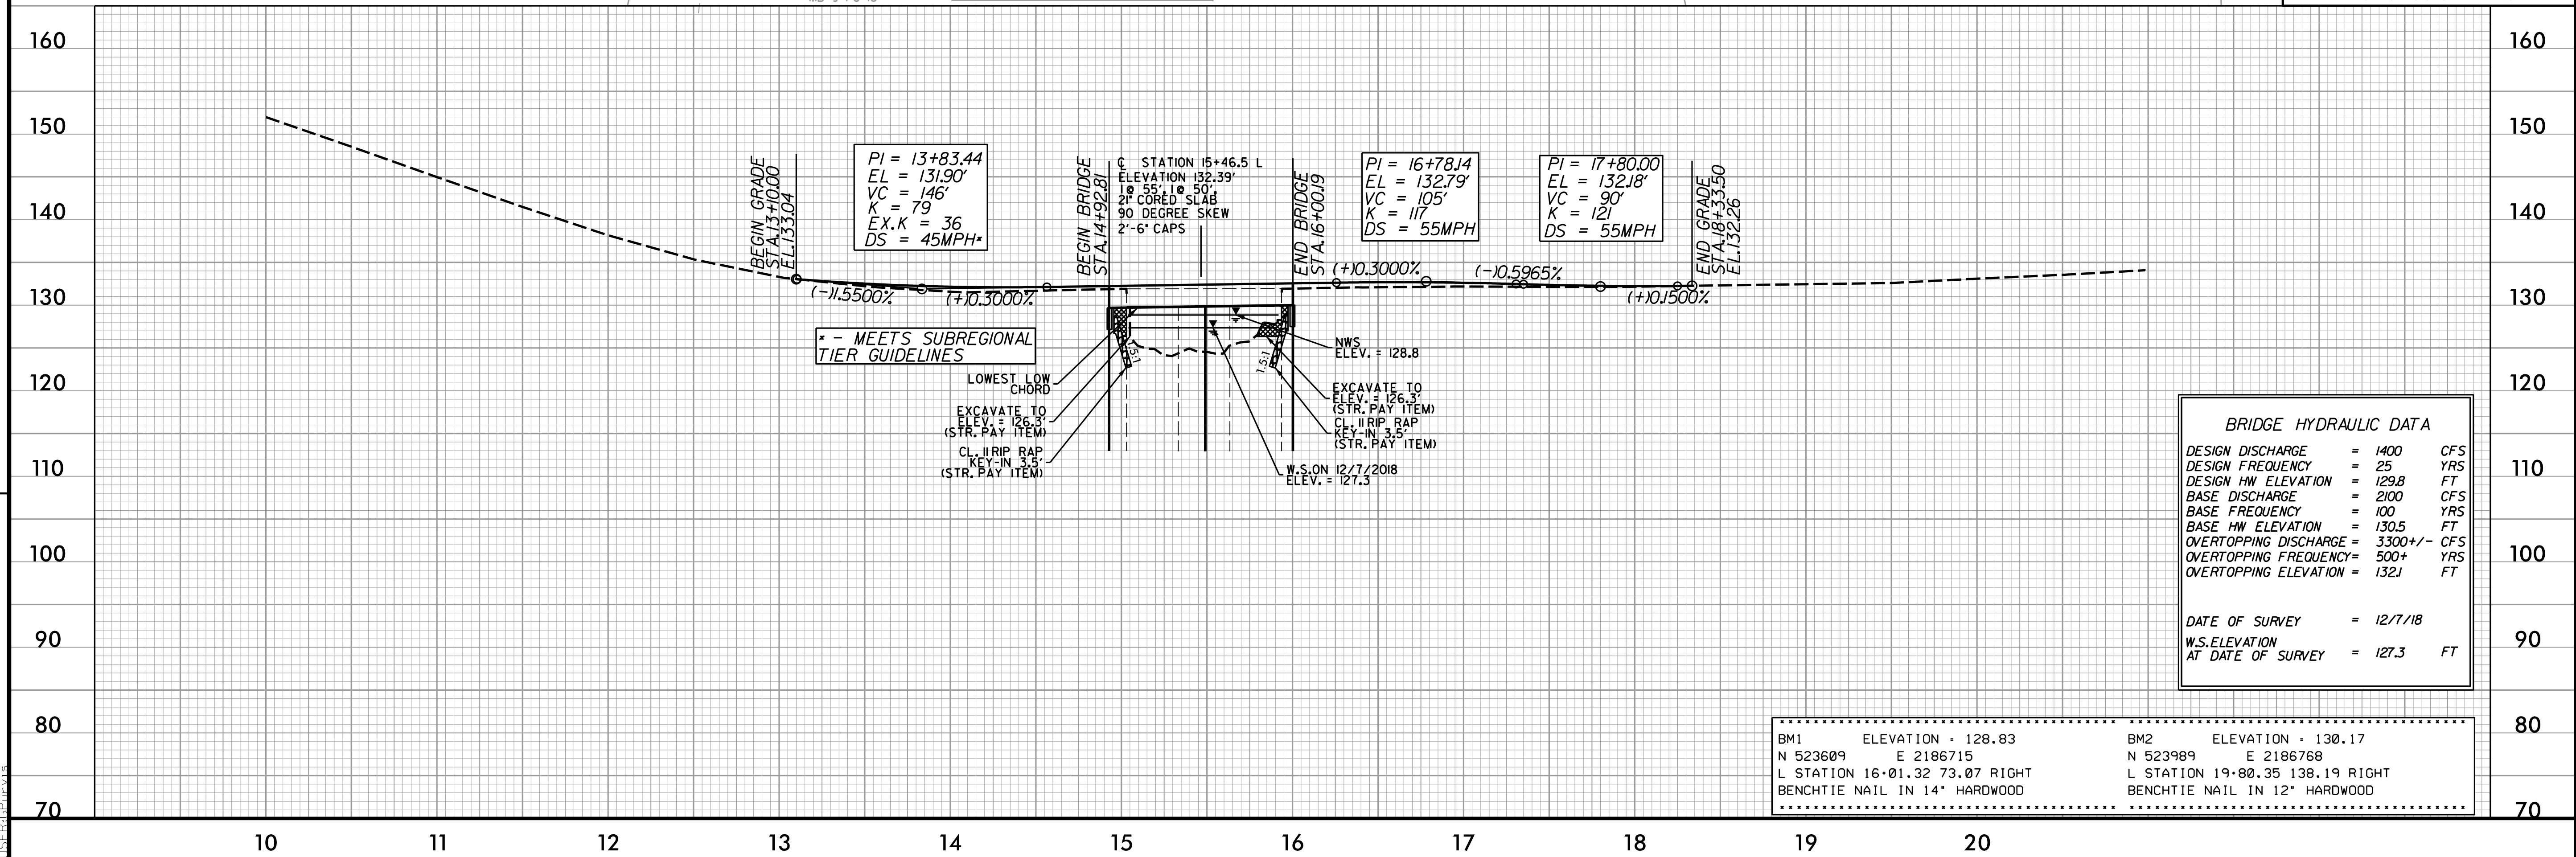 160
150
140
130
120
110
100
90
80
70
BEGIN GRADE
STA.13+10.00
EL.133.04
PI = 13+83.44
EL = 131.90'
VC = 146'
K = 79
EX.K = 36
DS = 45MPH*
BEGIN BRIDGE
STA.14+92.81
℄ STATION 15+46.5 L
ELEVATION 132.39'
1@ 55', 1@ 50',
21" CORED SLAB
90 DEGREE SKEW
2'-6" CAPS
END BRIDGE
STA.16+00.19
PI = 16+78.14
EL = 132.79'
VC = 105'
K = 117
DS = 55MPH
PI = 17+80.00
EL = 132.18'
VC = 90'
K = 121
DS = 55MPH
END GRADE
STA.18+33.50
EL.132.26
(-)1.5500%
(+)0.3000%
(+)0.3000%
(-)0.5965%
(+)0.1500%
* - MEETS SUBREGIONAL
TIER GUIDELINES
1.5:1
1.5:1
LOWEST LOW
CHORD
EXCAVATE TO
ELEV. = 126.3'
(STR. PAY ITEM)
CL. II RIP RAP
KEY-IN 3.5'
(STR. PAY ITEM)
NWS
ELEV. = 128.8
EXCAVATE TO
ELEV. = 126.3'
(STR. PAY ITEM)
CL. II RIP RAP
KEY-IN 3.5'
(STR. PAY ITEM)
W.S. ON 12/7/2018
ELEV. = 127.3
160
150
140
130
120
110
100
90
80
70
BRIDGE HYDRAULIC DATA
DESIGN DISCHARGE = 1400 CFS
DESIGN FREQUENCY = 25 YRS
DESIGN HW ELEVATION = 129.8 FT
BASE DISCHARGE = 2100 CFS
BASE FREQUENCY = 100 YRS
BASE HW ELEVATION = 130.5 FT
OVERTOPPING DISCHARGE = 3300+/- CFS
OVERTOPPING FREQUENCY= 500+ YRS
OVERTOPPING ELEVATION = 132.1 FT
DATE OF SURVEY = 12/7/18
W.S.ELEVATION
AT DATE OF SURVEY = 127.3 FT
BM1 ELEVATION = 128.83
N 523609 E 2186715
L STATION 16+01.32 73.07 RIGHT
BENCHTIE NAIL IN 14" HARDWOOD
BM2 ELEVATION = 130.17
N 523989 E 2186768
L STATION 19+80.35 138.19 RIGHT
BENCHTIE NAIL IN 12" HARDWOOD
10 11 12 13 14 15 16 17 18 19 20